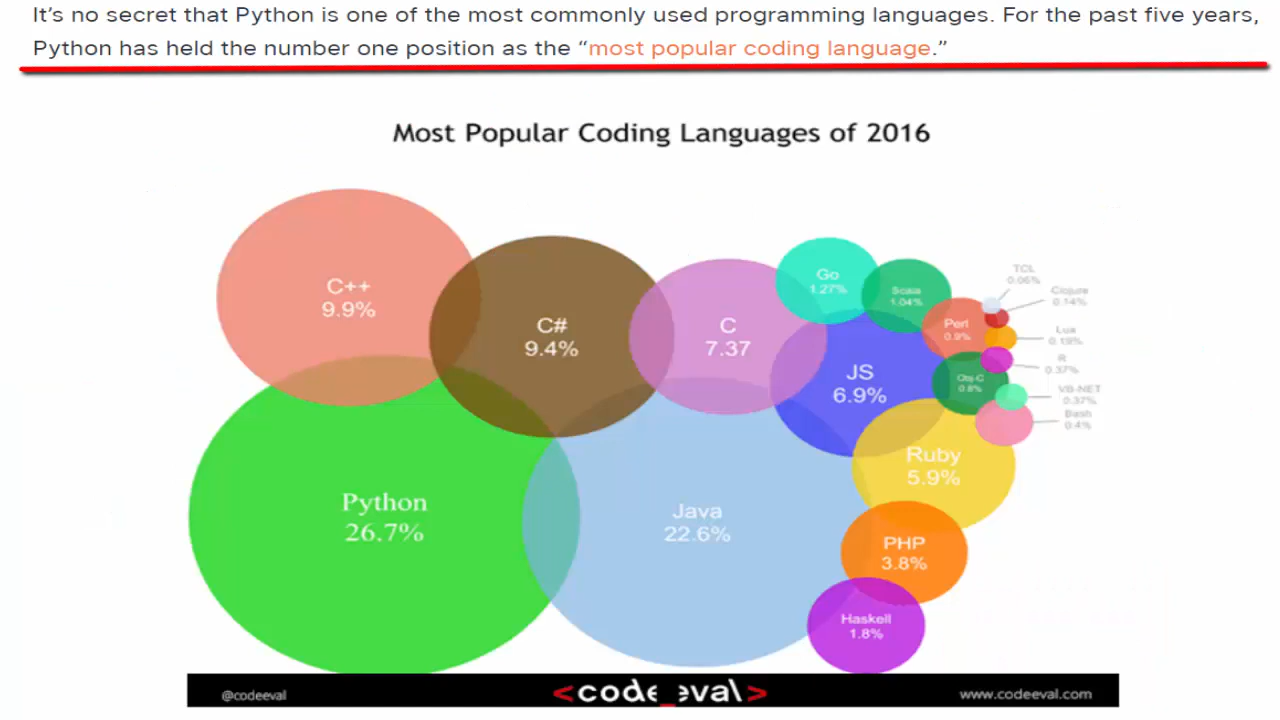 It's no secret that Python is one of the most commonly used programming languages. For the past five years,
Python has held the number one position as the “most popular coding language.”
Most Popular Coding Languages of 2016
C++
9.9%
C#
9.4%
C
7.37
Go
1.27%
Scala
1.04%
TCL
0.06%
Clojure
0.14%
Perl
0.9%
Lua
0.19%
R
0.37%
JS
6.9%
Obj-C
0.8%
VB-NET
0.37%
Bash
0.4%
Ruby
5.9%
Python
26.7%
Java
22.6%
PHP
3.8%
Haskell
1.8%
@codeeval
<code_eval>
www.codeeval.com